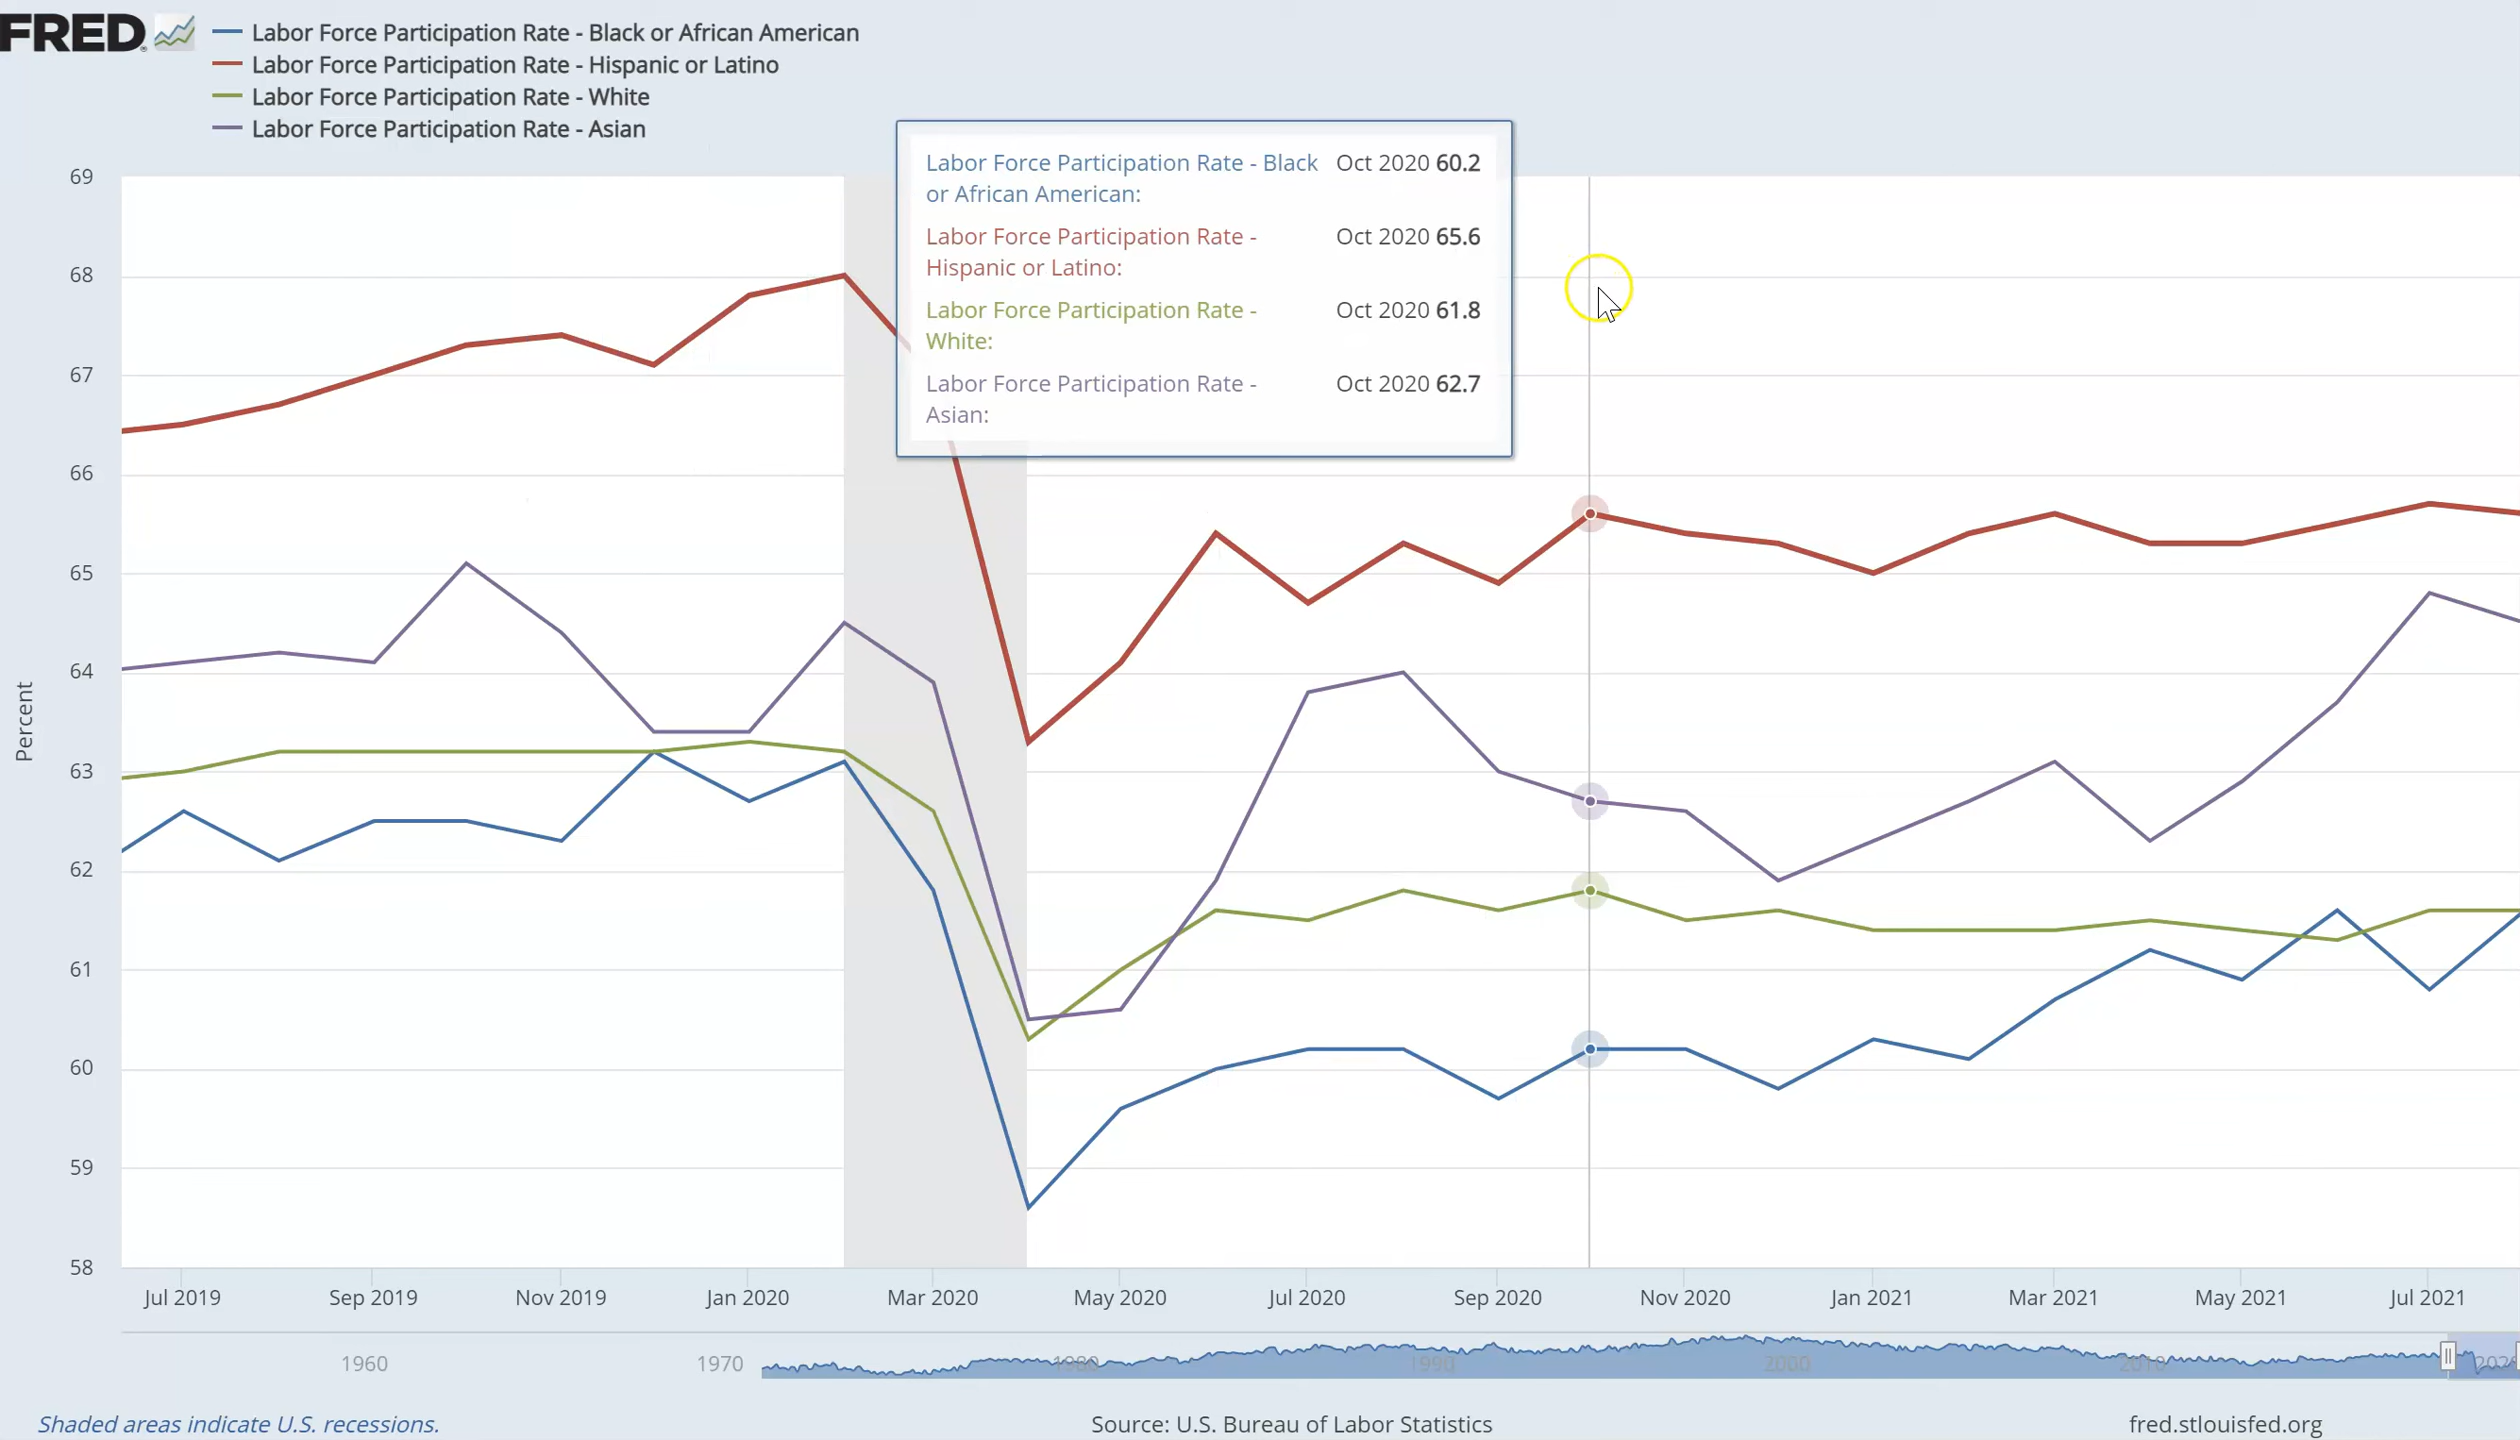 FRED
Labor Force Participation Rate - Black or African American
Labor Force Participation Rate - Hispanic or Latino
Labor Force Participation Rate - White
Labor Force Participation Rate - Asian
Labor Force Participation Rate - Black Oct 2020 60.2
or African American:
Labor Force Participation Rate - Oct 2020 65.6
Hispanic or Latino:
Labor Force Participation Rate - Oct 2020 61.8
White:
Labor Force Participation Rate - Oct 2020 62.7
Asian:
69
68
67
66
65
64
63
62
61
60
59
58
Percent
Jul 2019 Sep 2019 Nov 2019 Jan 2020 Mar 2020 May 2020 Jul 2020 Sep 2020 Nov 2020 Jan 2021 Mar 2021 May 2021 Jul 2021
1960 1970 1980 1990 2000 2010 2020
Shaded areas indicate U.S. recessions. Source: U.S. Bureau of Labor Statistics fred.stlouisfed.org